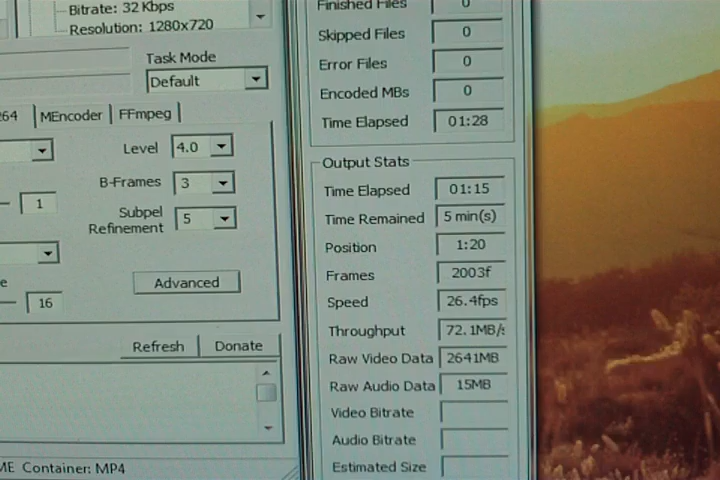 Bitrate: 32 Kbps
Resolution: 1280x720
Task Mode
Default
64 MEncoder FFmpeg
Level 4.0
B-Frames 3
1
Subpel Refinement 5
Advanced
16
Refresh Donate
ME Container: MP4
Finished Files 0
Skipped Files 0
Error Files 0
Encoded MBs 0
Time Elapsed 01:28
Output Stats
Time Elapsed 01:15
Time Remained 5 min(s)
Position 1:20
Frames 2003f
Speed 26.4fps
Throughput 72.1MB/s
Raw Video Data 2641MB
Raw Audio Data 15MB
Video Bitrate
Audio Bitrate
Estimated Size